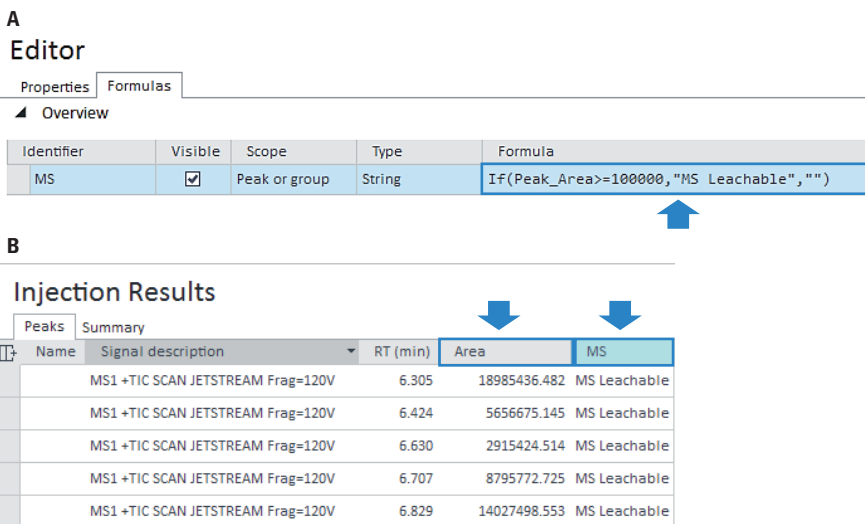 A
Editor
Properties Formulas
Overview
Identifier Visible Scope Type Formula
MS Peak or group String If(Peak_Area>=100000,"MS Leachable","")
B
Injection Results
Peaks Summary
Name Signal description RT (min) Area MS
MS1 +TIC SCAN JETSTREAM Frag=120V 6.305 18985436.482 MS Leachable
MS1 +TIC SCAN JETSTREAM Frag=120V 6.424 5656675.145 MS Leachable
MS1 +TIC SCAN JETSTREAM Frag=120V 6.630 2915424.514 MS Leachable
MS1 +TIC SCAN JETSTREAM Frag=120V 6.707 8795772.725 MS Leachable
MS1 +TIC SCAN JETSTREAM Frag=120V 6.829 14027498.553 MS Leachable